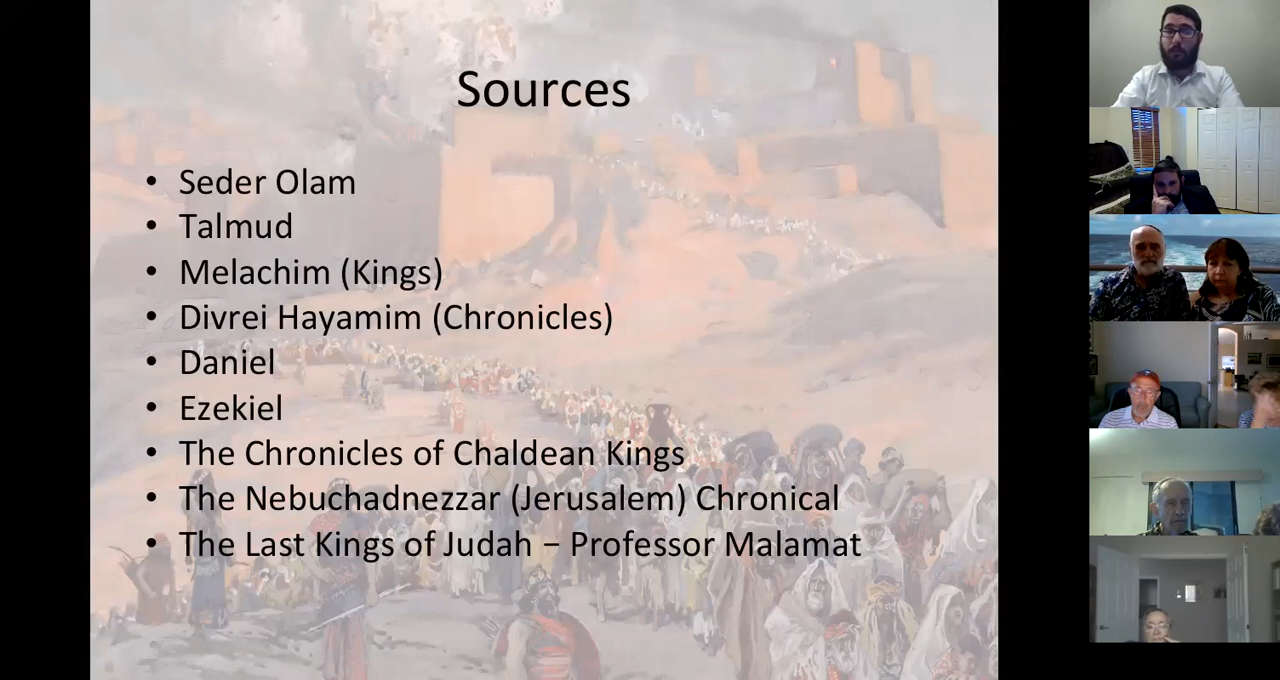 Sources
• Seder Olam
• Talmud
• Melachim (Kings)
• Divrei Hayamim (Chronicles)
• Daniel
• Ezekiel
• The Chronicles of Chaldean Kings
• The Nebuchadnezzar (Jerusalem) Chronical
• The Last Kings of Judah – Professor Malamat